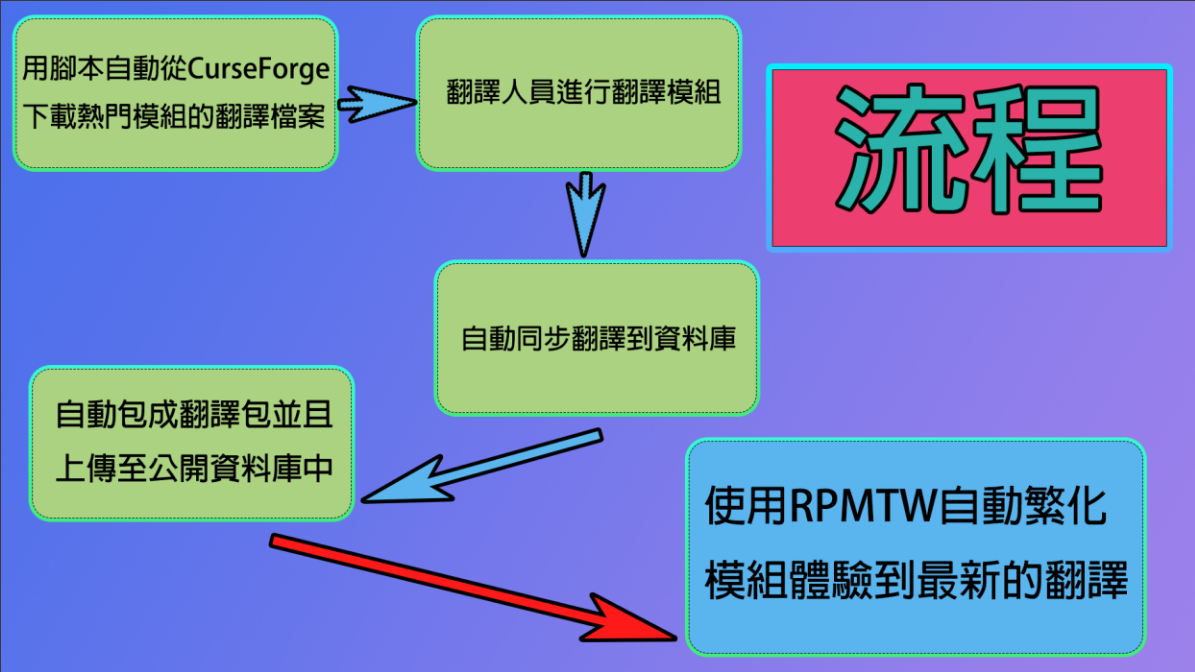 流程
用腳本自動從CurseForge
下載熱門模組的翻譯檔案
翻譯人員進行翻譯模組
自動同步翻譯到資料庫
自動包成翻譯包並且
上傳至公開資料庫中
使用RPMTW自動繁化
模組體驗到最新的翻譯